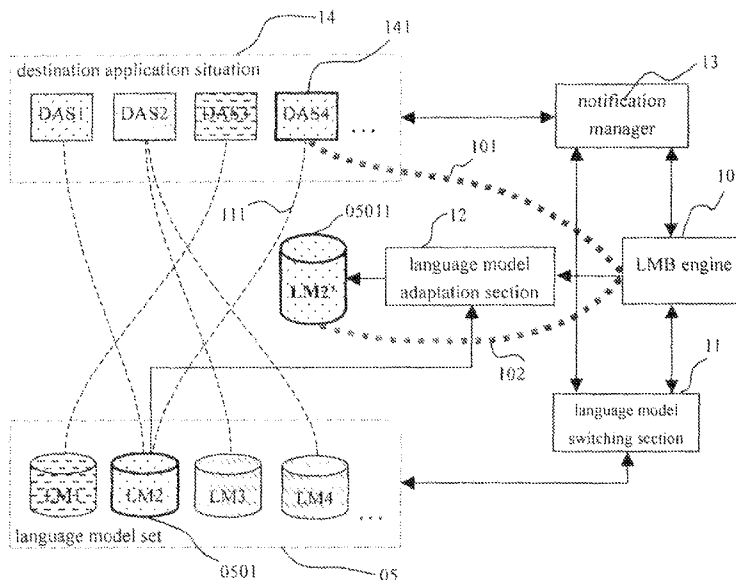 14
141
destination application situation
DAS1 DAS2 DAS3 DAS4 ...
13
notification
manager
101
111
05011
12
10
LM2'
language model
adaptation section
LMB engine
102
11
language model
switching section
LM1 LM2 LM3 LM4 ...
language model set
0501
05